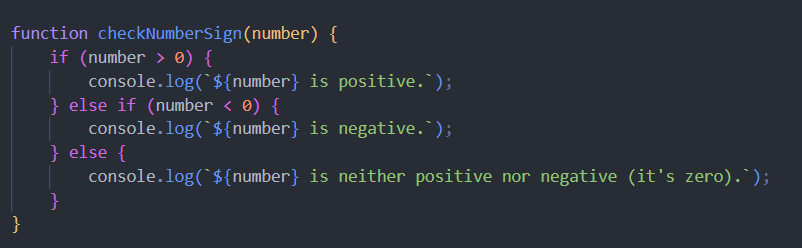 function checkNumberSign(number) {
    if (number > 0) {
        console.log(`${number} is positive.`);
    } else if (number < 0) {
        console.log(`${number} is negative.`);
    } else {
        console.log(`${number} is neither positive nor negative (it's zero).`);
    }
}